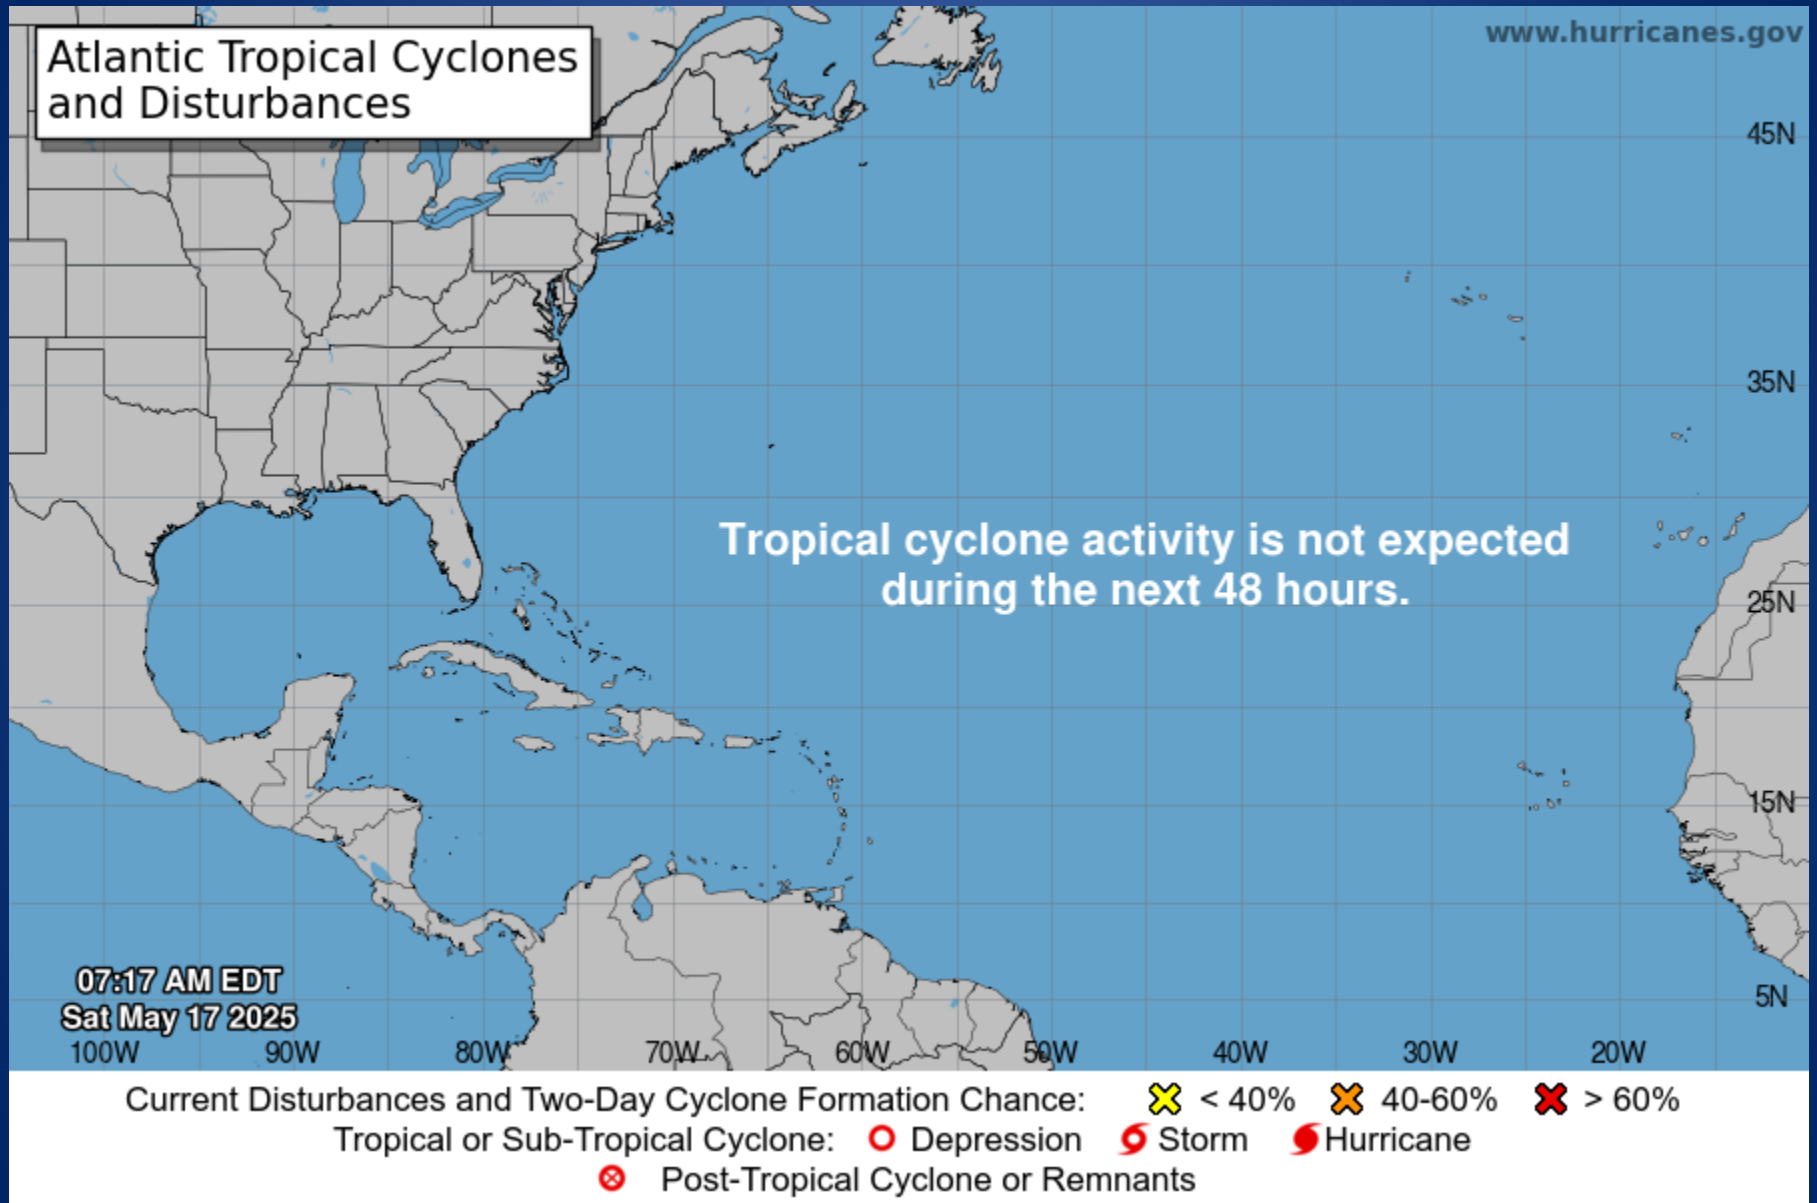 www.hurricanes.gov
Atlantic Tropical Cyclones
and Disturbances
45N
35N
Tropical cyclone activity is not expected
during the next 48 hours.
25N
15N
07:17 AM EDT
Sat May 17 2025
5N
100W 90W 80W 70W 60W 50W 40W 30W 20W
Current Disturbances and Two-Day Cyclone Formation Chance: < 40% 40-60% > 60%
Tropical or Sub-Tropical Cyclone: Depression Storm Hurricane
Post-Tropical Cyclone or Remnants